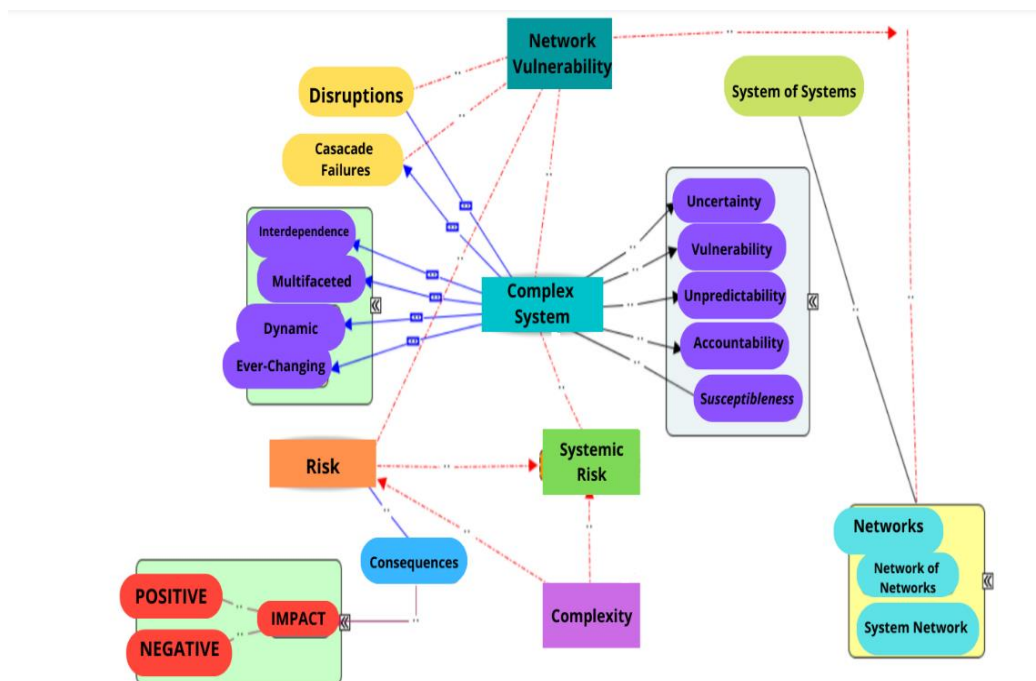 Network
Vulnerability
System of Systems
Disruptions
Casacade
Failures
Interdependence
Multifaceted
Dynamic
Ever-Changing
Complex
System
Uncertainty
Vulnerability
Unpredictability
Accountability
Susceptibleness
Risk
Systemic
Risk
Consequences
Complexity
POSITIVE
IMPACT
NEGATIVE
Networks
Network of
Networks
System Network